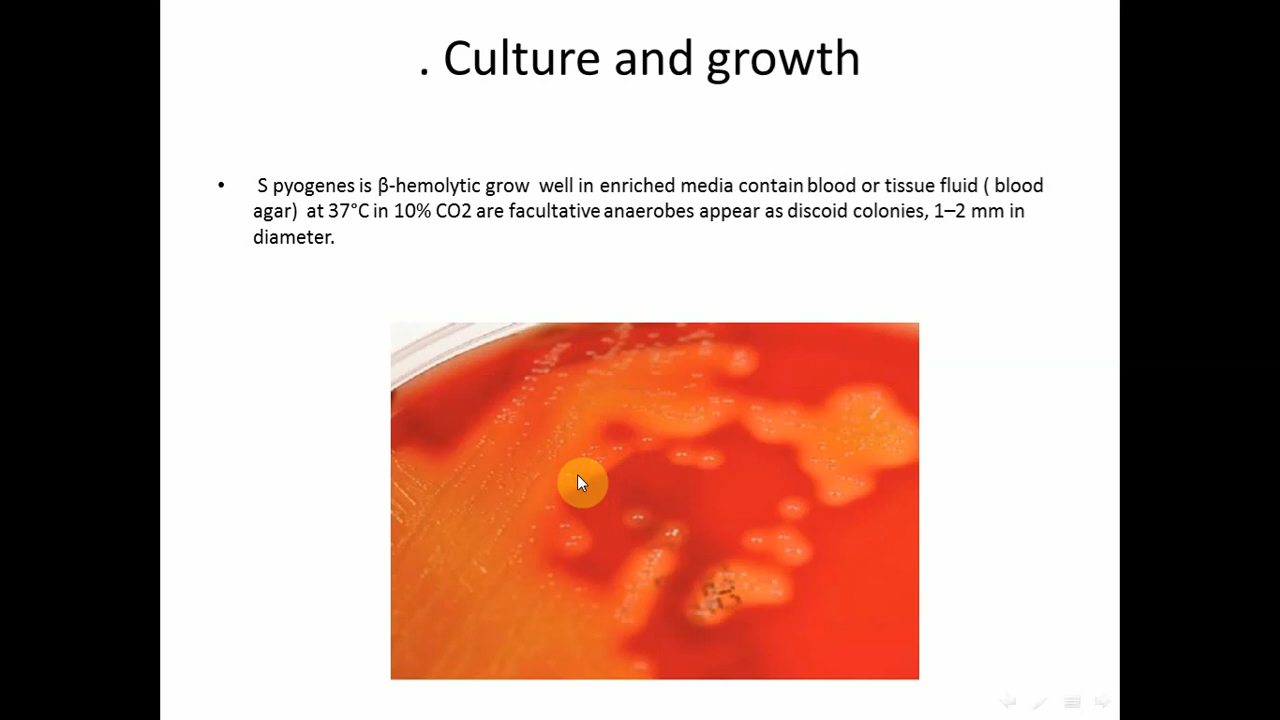 . Culture and growth
• S pyogenes is β-hemolytic grow well in enriched media contain blood or tissue fluid ( blood
agar) at 37°C in 10% CO2 are facultative anaerobes appear as discoid colonies, 1–2 mm in
diameter.